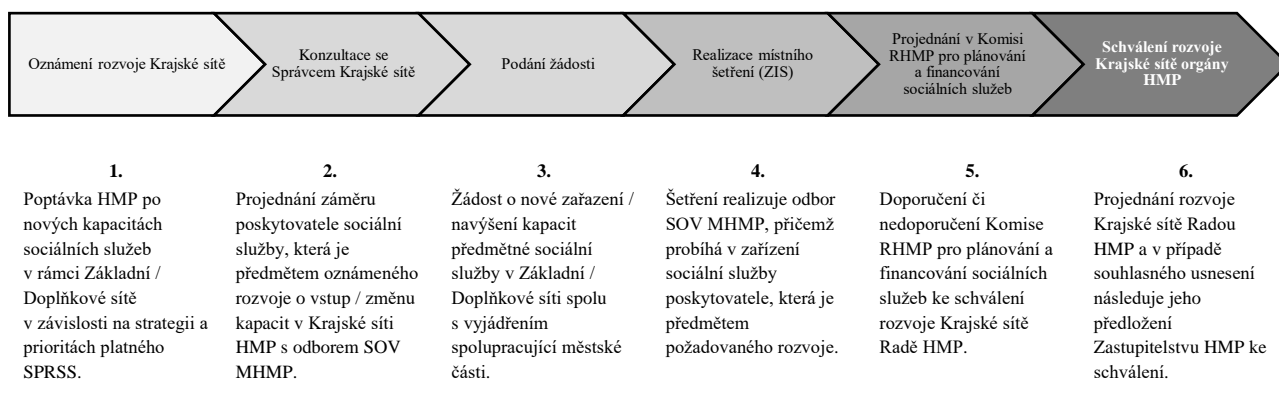 Oznámení rozvoje Krajské sítě
Konzultace se
Správcem Krajské sítě
Podání žádosti
Realizace místního
šetření (ZIS)
Projednání v Komisi
RHMP pro plánování
a financování
sociálních služeb
Schválení rozvoje
Krajské sítě orgány
HMP
1.
Poptávka HMP po
nových kapacitách
sociálních služeb
v rámci Základní /
Doplňkové sítě
v závislosti na strategii a
prioritách platného
SPRSS.
2.
Projednání záměru
poskytovatele sociální
služby, která je
předmětem oznámeného
rozvoje o vstup / změnu
kapacit v Krajské síti
HMP s odborem SOV
MHMP.
3.
Žádost o nové zařazení /
navýšení kapacit
předmětné sociální
služby v Základní /
Doplňkové síti spolu
s vyjádřením
spolupracující městské
části.
4.
Šetření realizuje odbor
SOV MHMP, přičemž
probíhá v zařízení
sociální služby
poskytovatele, která je
předmětem
požadovaného rozvoje.
5.
Doporučení či
nedoporučení Komise
RHMP pro plánování a
financování sociálních
služeb ke schválení
rozvoje Krajské sítě
Radě HMP.
6.
Projednání rozvoje
Krajské sítě Radou
HMP a v případě
souhlasného usnesení
následuje jeho
předložení
Zastupitelstvu HMP ke
schválení.